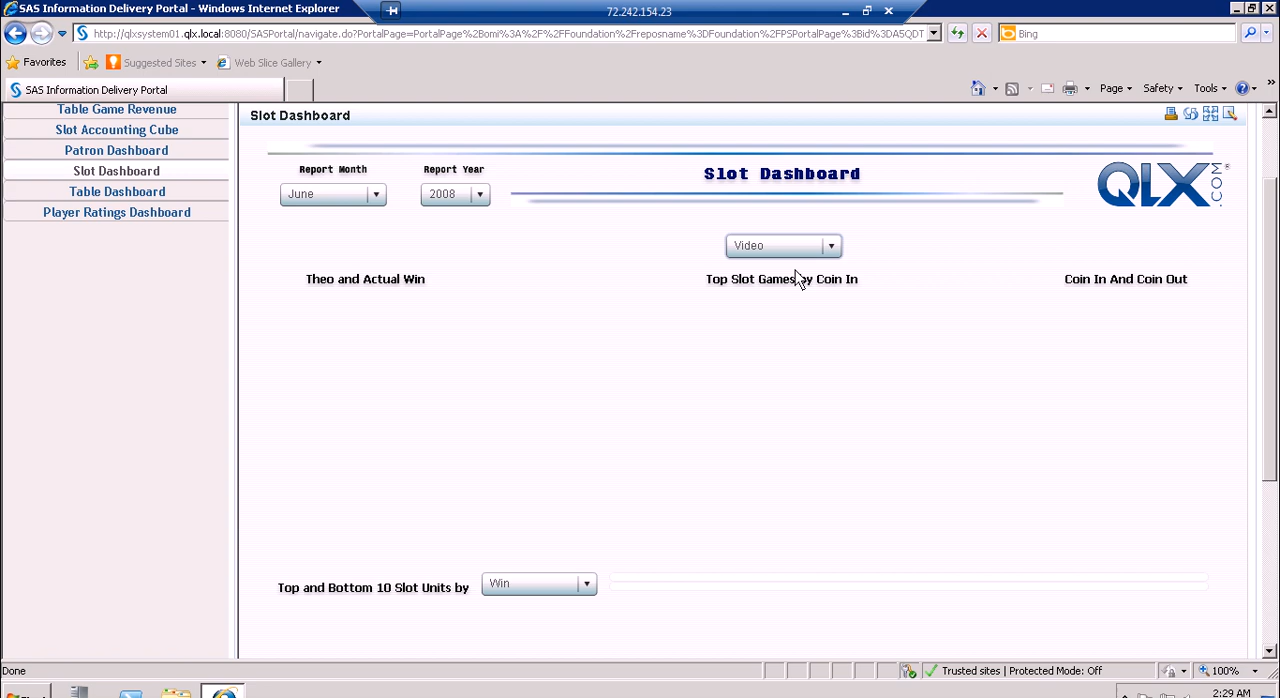 SAS Information Delivery Portal - Windows Internet Explorer
72.242.154.23
http://qlxsystem01.qlx.local:8080/SASPortal/navigate.do?PortalPage=PortalPage%2Bomi%3A%2F%2FFoundation%2Freposname%3DFoundation%2FPSPortalPage%3Bid%3DA5QDT
Bing
Favorites
Suggested Sites
Web Slice Gallery
SAS Information Delivery Portal
Page
Safety
Tools
»
Table Game Revenue
Slot Accounting Cube
Patron Dashboard
Slot Dashboard
Table Dashboard
Player Ratings Dashboard
Slot Dashboard
Report Month
Report Year
June
2008
Slot Dashboard
QLX.COM
Video
Theo and Actual Win
Top Slot Games by Coin In
Coin In And Coin Out
Top and Bottom 10 Slot Units by
Win
Done
Trusted sites | Protected Mode: Off
100%
2:29 AM